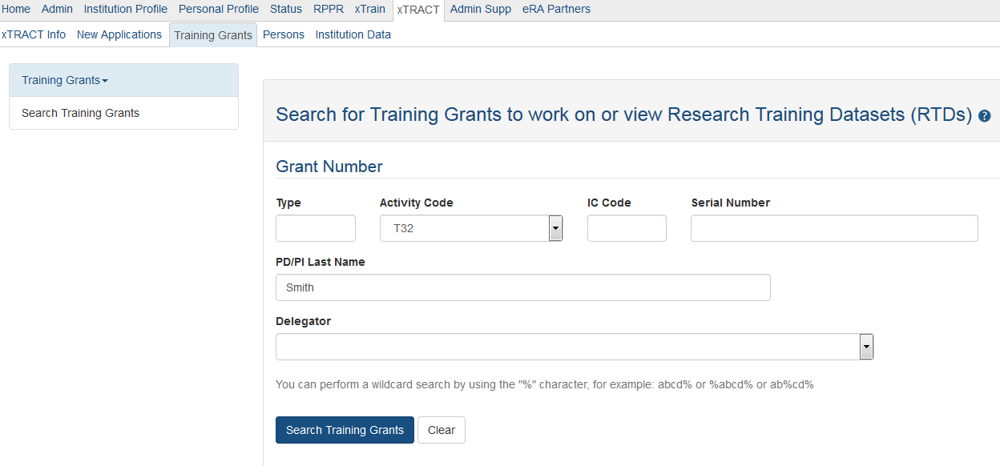 Home Admin Institution Profile Personal Profile Status RPPR xTrain xTRACT Admin Supp eRA Partners
xTRACT Info New Applications Training Grants Persons Institution Data
Training Grants
Search Training Grants
Search for Training Grants to work on or view Research Training Datasets (RTDs) ?
Grant Number
Type Activity Code IC Code Serial Number
T32
PD/PI Last Name
Smith
Delegator
You can perform a wildcard search by using the "%" character, for example: abcd% or %abcd% or ab%cd%
Search Training Grants Clear